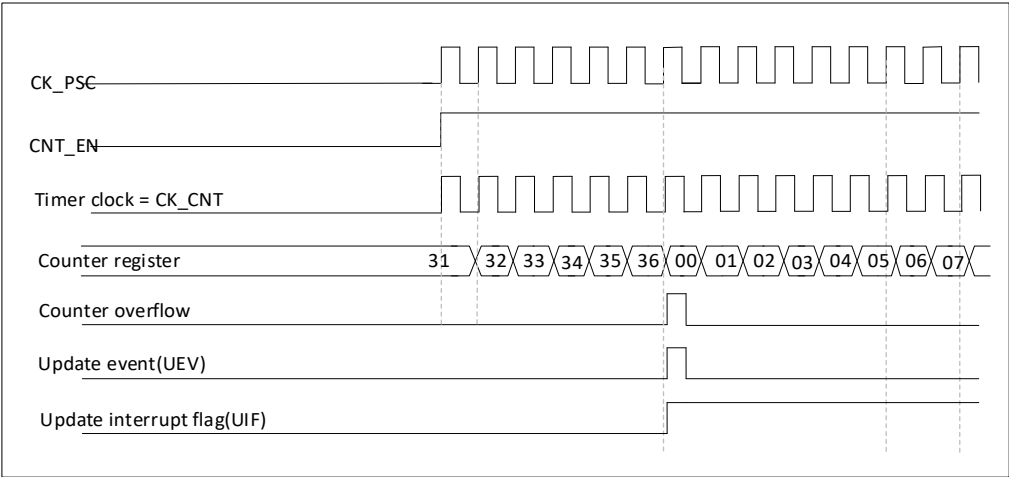 CK_PSC
CNT_EN
Timer clock = CK_CNT
Counter register 31 32 33 34 35 36 00 01 02 03 04 05 06 07
Counter overflow
Update event(UEV)
Update interrupt flag(UIF)